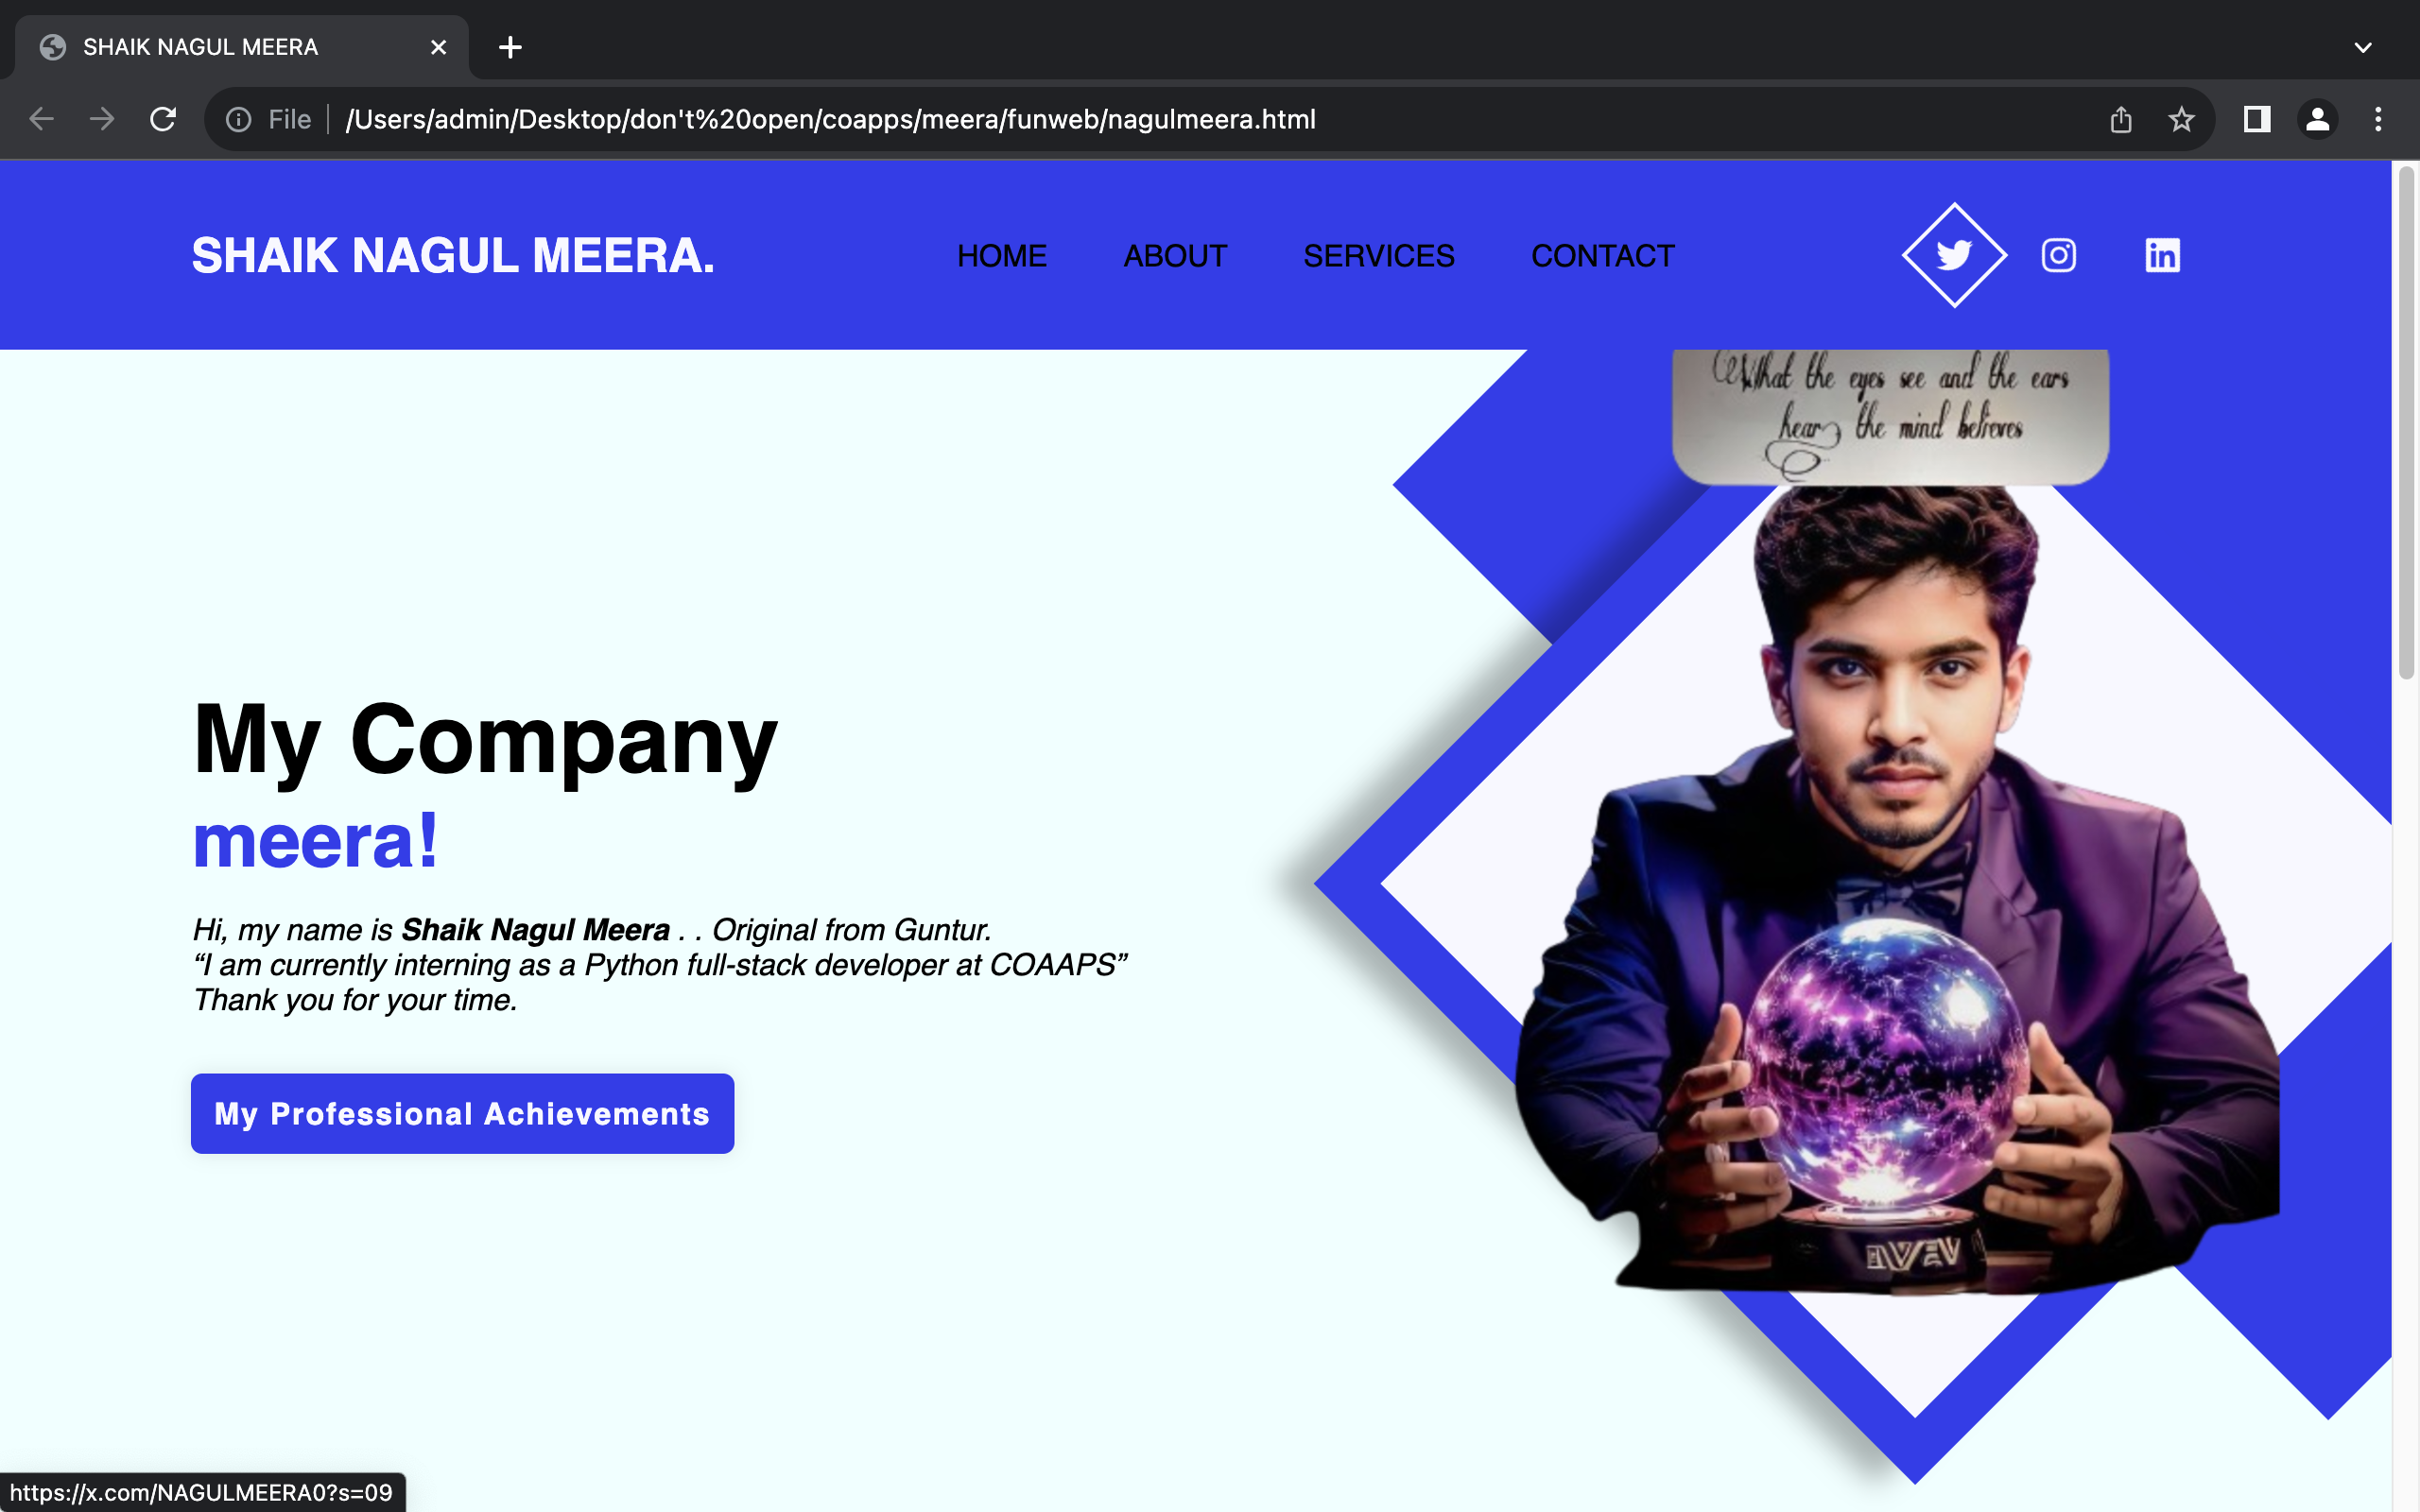 SHAIK NAGUL MEERA
File
/Users/admin/Desktop/don't%20open/coapps/meera/funweb/nagulmeera.html
SHAIK NAGUL MEERA.
HOME
ABOUT
SERVICES
CONTACT
in
What the eyes see and the ears
hear the mind believes
My Company
meera!
Hi, my name is Shaik Nagul Meera . . Original from Guntur.
“I am currently interning as a Python full-stack developer at COAAPS”
Thank you for your time.
My Professional Achievements
https://x.com/NAGULMEERA0?s=09